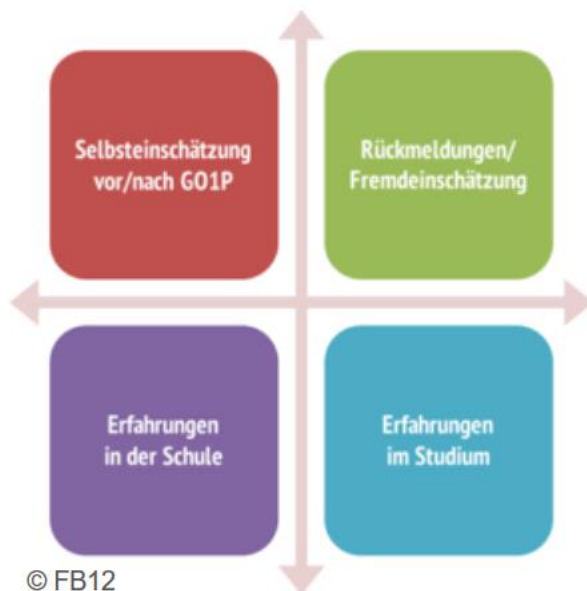 Selbsteinschätzung
vor/nach GO1P
Rückmeldungen/
Fremdeinschätzung
Erfahrungen
in der Schule
Erfahrungen
im Studium
© FB12